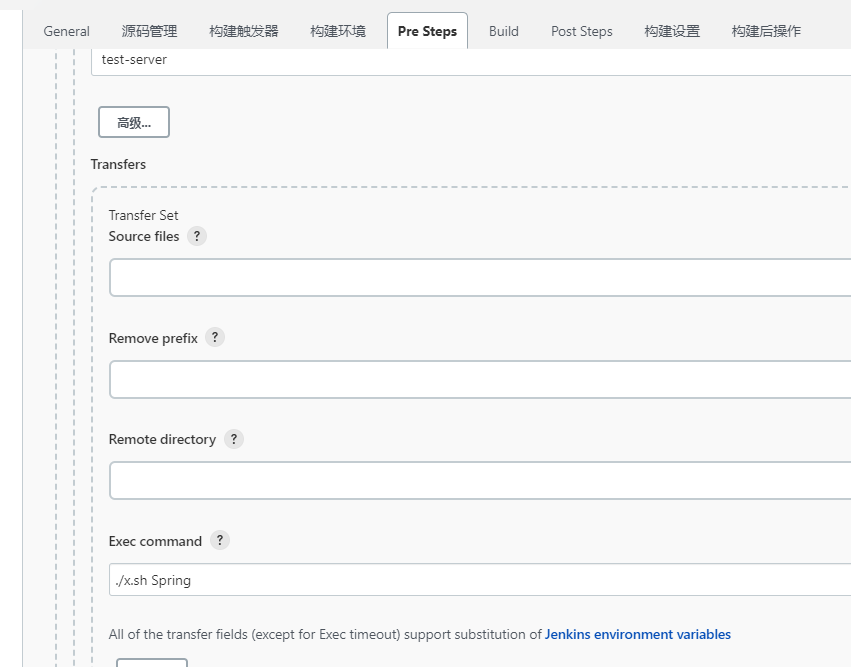 General 源码管理 构建触发器 构建环境 Pre Steps Build Post Steps 构建设置 构建后操作
test-server
高级...
Transfers
Transfer Set
Source files ?
Remove prefix ?
Remote directory ?
Exec command ?
./x.sh Spring
All of the transfer fields (except for Exec timeout) support substitution of Jenkins environment variables